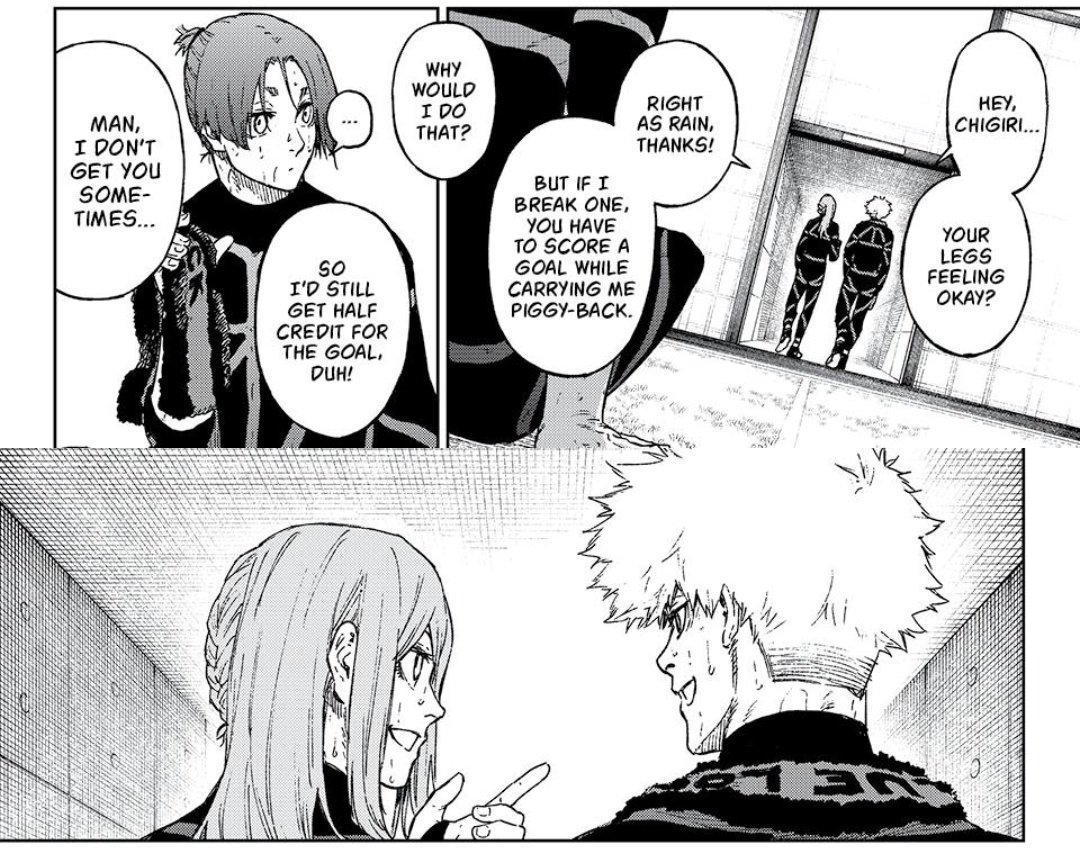 HEY,
CHIGIRI...
YOUR
LEGS
FEELING
OKAY?
RIGHT
AS RAIN,
THANKS!
BUT IF I
BREAK ONE,
YOU HAVE
TO SCORE A
GOAL WHILE
CARRYING ME
PIGGY-BACK.
WHY
WOULD
I DO
THAT?
...
SO
I'D STILL
GET HALF
CREDIT FOR
THE GOAL,
DUH!
MAN,
I DON'T
GET YOU
SOME-
TIMES...